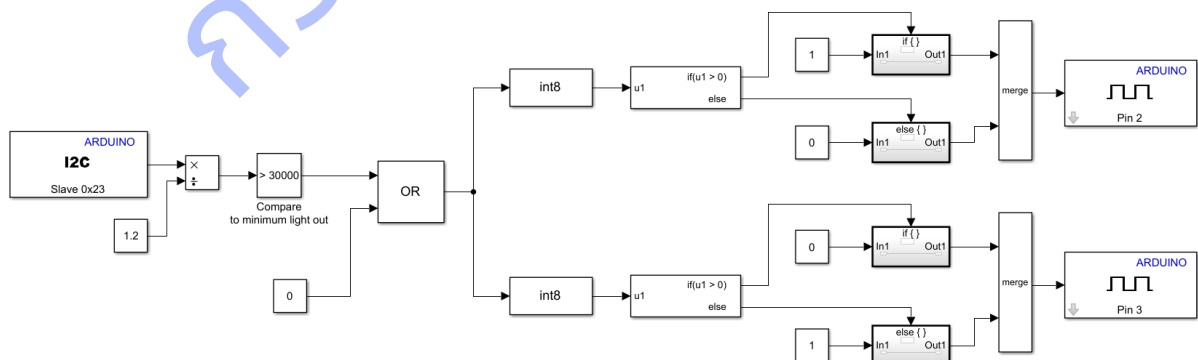 ARDUINO
I2C
Slave 0x23
1.2
×
÷
> 30000
Compare
to minimum light out
0
OR
int8
u1
if(u1 > 0)
else
1
if { }
In1
Out1
0
else { }
In1
Out1
merge
ARDUINO
Pin 2
int8
u1
if(u1 > 0)
else
0
if { }
In1
Out1
1
else { }
In1
Out1
merge
ARDUINO
Pin 3